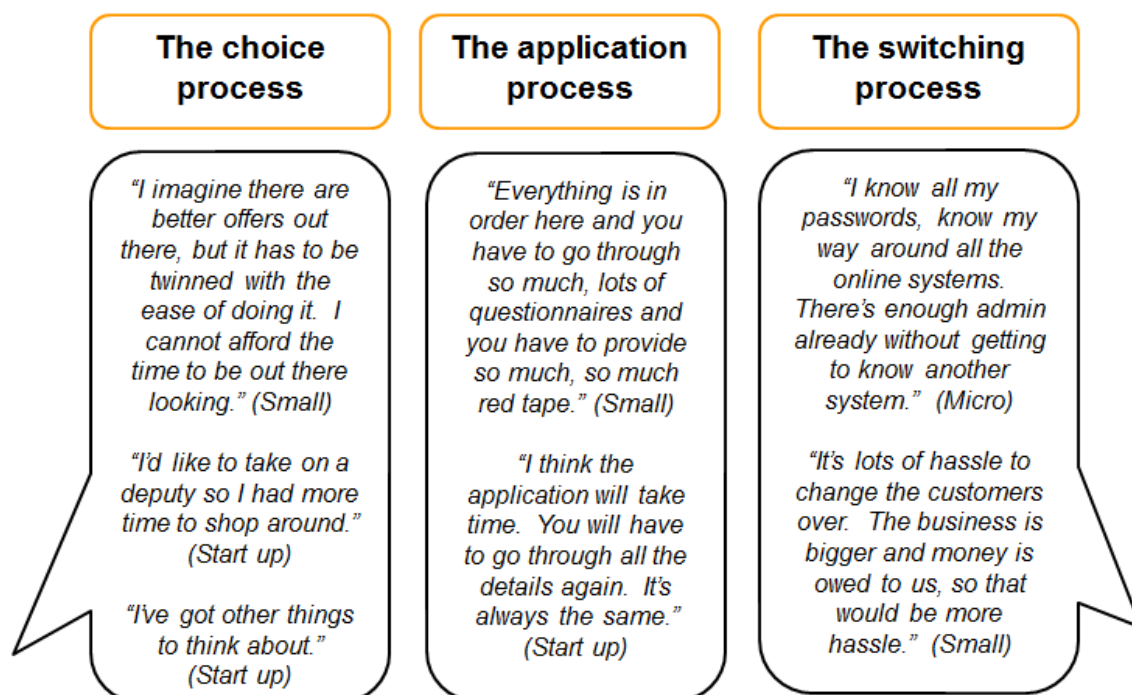 The choice
process
“I imagine there are
better offers out
there, but it has to be
twinned with the
ease of doing it. I
cannot afford the
time to be out there
looking.” (Small)
“I’d like to take on a
deputy so I had more
time to shop around.”
(Start up)
“I’ve got other things
to think about.”
(Start up)
The application
process
“Everything is in
order here and you
have to go through
so much, lots of
questionnaires and
you have to provide
so much, so much
red tape.” (Small)
“I think the
application will take
time. You will have
to go through all the
details again. It’s
always the same.”
(Start up)
The switching
process
“I know all my
passwords, know my
way around all the
online systems.
There’s enough admin
already without getting
to know another
system.” (Micro)
“It’s lots of hassle to
change the customers
over. The business is
bigger and money is
owed to us, so that
would be more
hassle.” (Small)